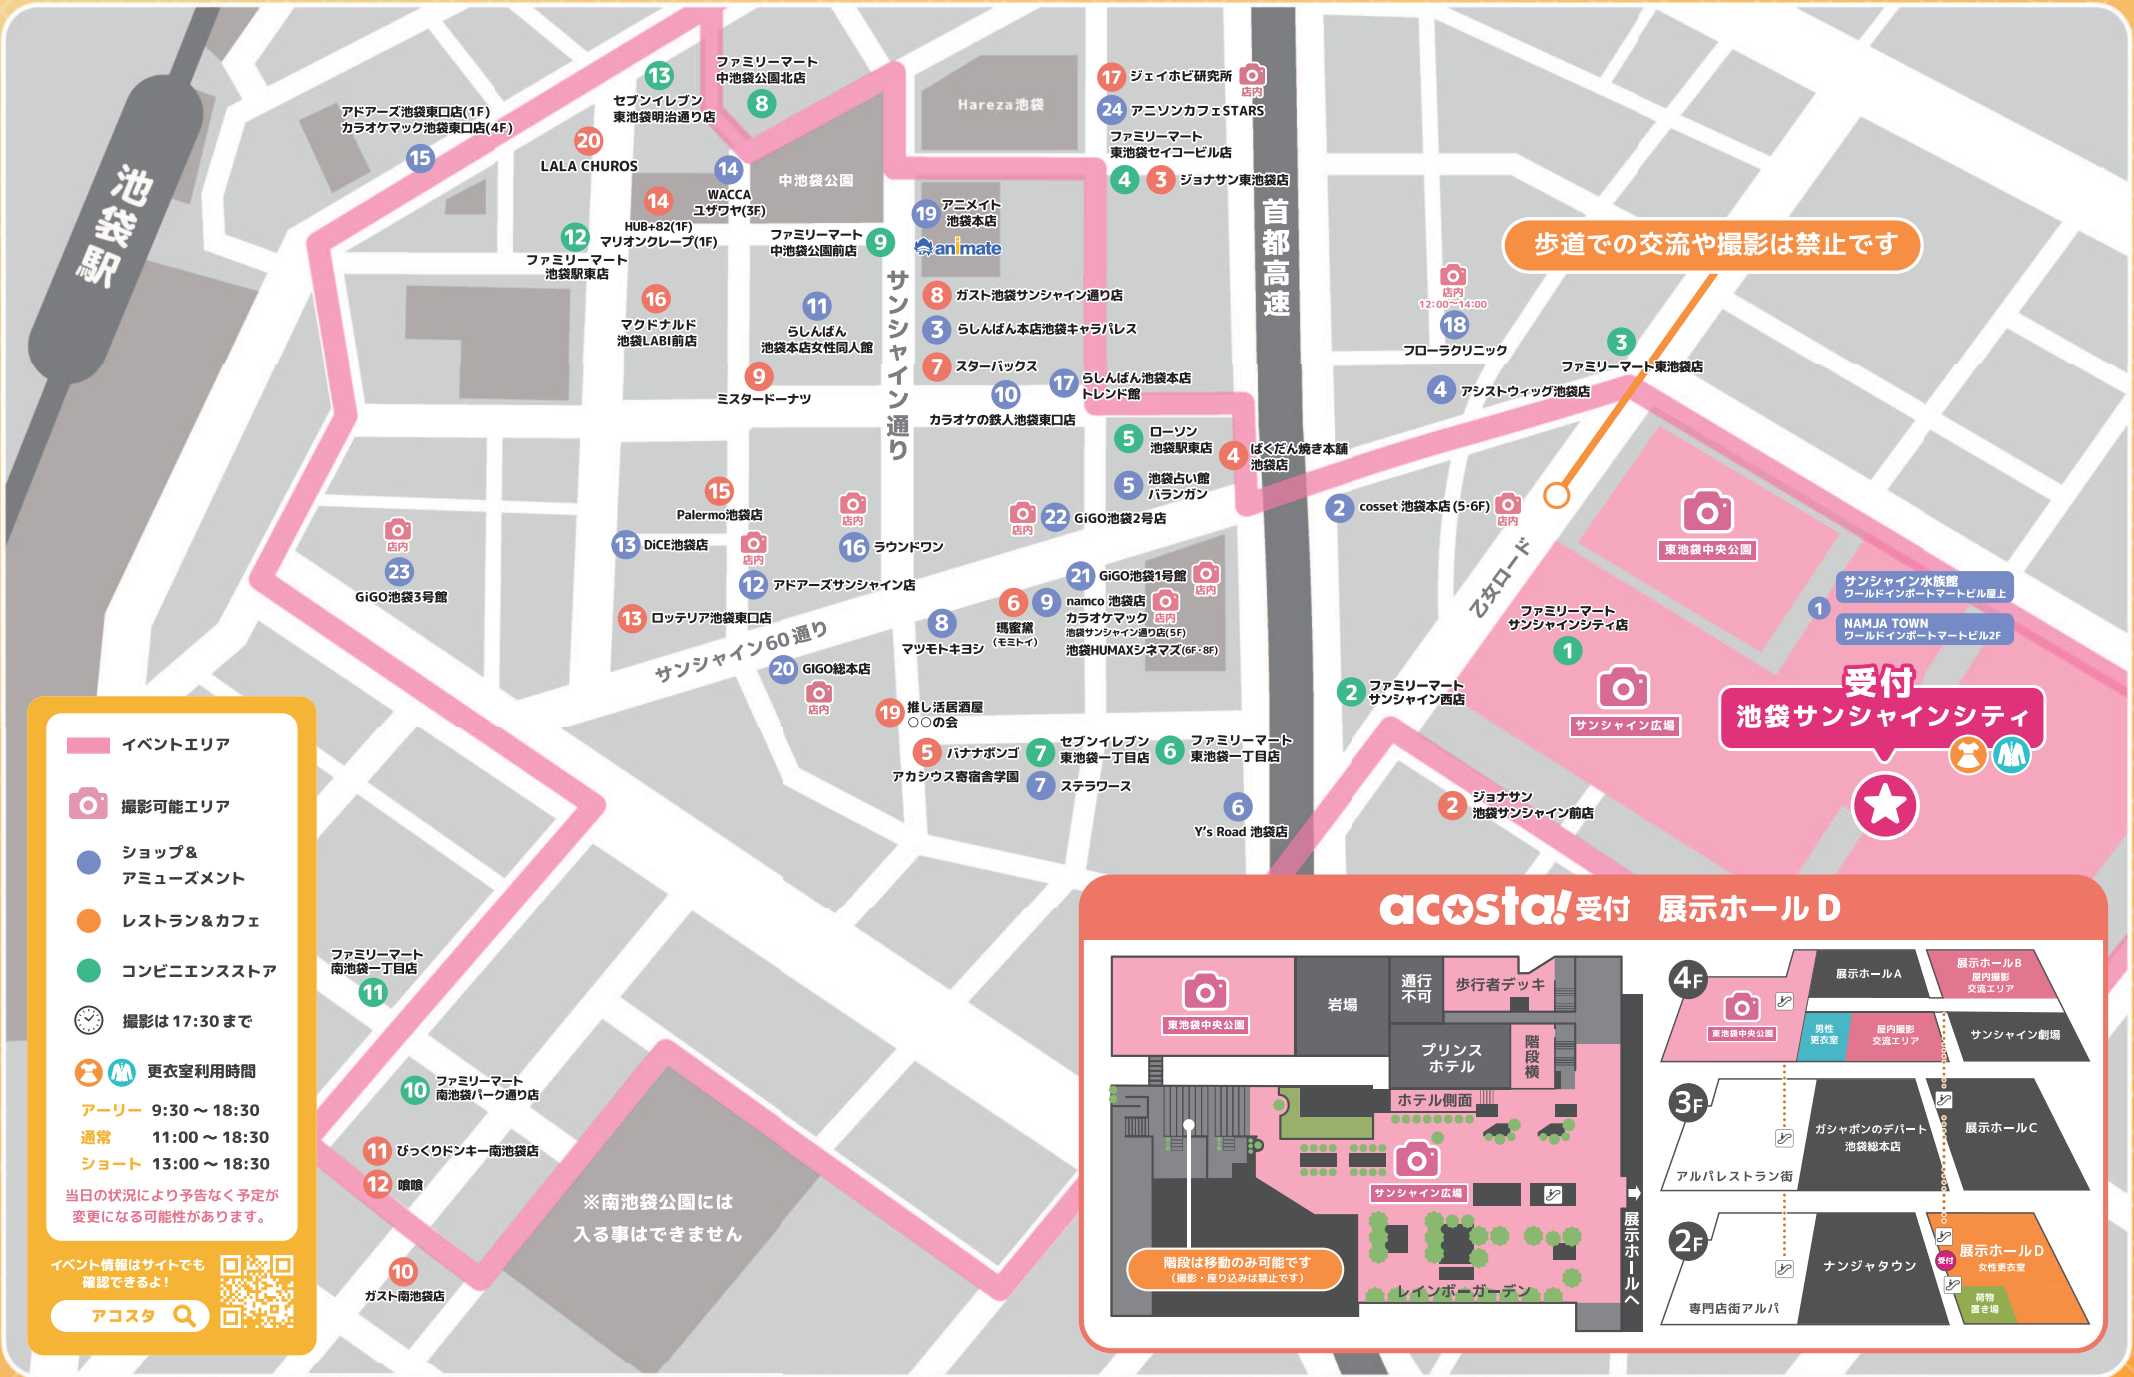 池袋駅
アドアーズ池袋東口店(1F)
カラオケマック池袋東口店(4F)
15
13
セブンイレブン
東池袋明治通り店
ファミリーマート
中池袋公園北店
8
20
LALA CHUROS
14
WACCA
ユザワヤ(3F)
14
HUB+82(1F)
マリオンクレープ(1F)
12
ファミリーマート
池袋駅東店
中池袋公園
Hareza池袋
ファミリーマート
中池袋公園前店
9
19
アニメイト
池袋本店
animate
17
ジェイホビ研究所
店内
24
アニソンカフェSTARS
ファミリーマート
東池袋セイコービル店
4
3
ジョナサン東池袋店
首都高速
歩道での交流や撮影は禁止です
16
マクドナルド
池袋LABI前店
11
らしんばん
池袋本店女性同人館
9
ミスタードーナツ
サンシャイン通り
8
ガスト池袋サンシャイン通り店
3
らしんばん本店池袋キャラパレス
7
スターバックス
10
カラオケの鉄人池袋東口店
17
らしんばん池袋本店
トレンド館
店内
12:00〜14:00
18
フローラクリニック
3
ファミリーマート東池袋店
4
アシストウィッグ池袋店
5
ローソン
池袋駅東店
4
ばくだん焼き本舗
池袋店
5
池袋占い館
バランガン
15
Palermo池袋店
店内
16
ラウンドワン
13
DiCE池袋店
店内
12
アドアーズサンシャイン店
店内
22
GiGO池袋2号店
2
cosset 池袋本店(5·6F)
店内
店内
23
GiGO池袋3号館
13
ロッテリア池袋東口店
サンシャイン60通り
21
GiGO池袋1号館
店内
6
瑪蜜黛
(モミトイ)
9
namco 池袋店
カラオケマック
池袋サンシャイン通り店(5F)
池袋HUMAXシネマズ(6F·8F)
店内
8
マツモトキヨシ
20
GIGO総本店
店内
19
推し活居酒屋
○○の会
5
バナナボンゴ
アカシウス寄宿舎学園
7
セブンイレブン
東池袋一丁目店
6
ファミリーマート
東池袋一丁目店
7
ステラワース
6
Y's Road 池袋店
乙女ロード
東池袋中央公園
ファミリーマート
サンシャインシティ店
1
サンシャイン広場
1
サンシャイン水族館
ワールドインポートマートビル屋上
NAMJA TOWN
ワールドインポートマートビル2F
受付
池袋サンシャインシティ
2
ファミリーマート
サンシャイン西店
2
ジョナサン
池袋サンシャイン前店
イベントエリア
撮影可能エリア
ショップ&
アミューズメント
レストラン&カフェ
コンビニエンスストア
撮影は17:30まで
更衣室利用時間
アーリー 9:30 〜 18:30
通常 11:00 〜 18:30
ショート 13:00 〜 18:30
当日の状況により予告なく予定が
変更になる可能性があります。
イベント情報はサイトでも
確認できるよ!
アコスタ
ファミリーマート
南池袋一丁目店
11
10
ファミリーマート
南池袋パーク通り店
11
びっくりドンキー南池袋店
12
喰喰
10
ガスト南池袋店
※南池袋公園には
入る事はできません
acosta!受付 展示ホール D
東池袋中央公園
岩場
通行
不可
歩行者デッキ
プリンス
ホテル
階段横
ホテル側面
サンシャイン広場
レインボーガーデン
展示ホールへ
階段は移動のみ可能です
(撮影・座り込みは禁止です)
4F
東池袋中央公園
展示ホールA
展示ホールB
屋内撮影
交流エリア
男性
更衣室
屋内撮影
交流エリア
サンシャイン劇場
3F
アルパレストラン街
ガシャポンのデパート
池袋総本店
展示ホールC
2F
専門店街アルパ
ナンジャタウン
受付
展示ホールD
女性更衣室
荷物
置き場